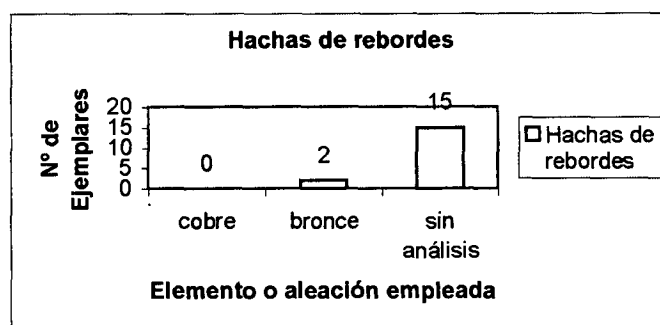 Hachas de rebordes
Nº de
Ejemplares
20
15
10
5
0
0
2
15
cobre
bronce
sin
análisis
Elemento o aleación empleada
Hachas de
rebordes